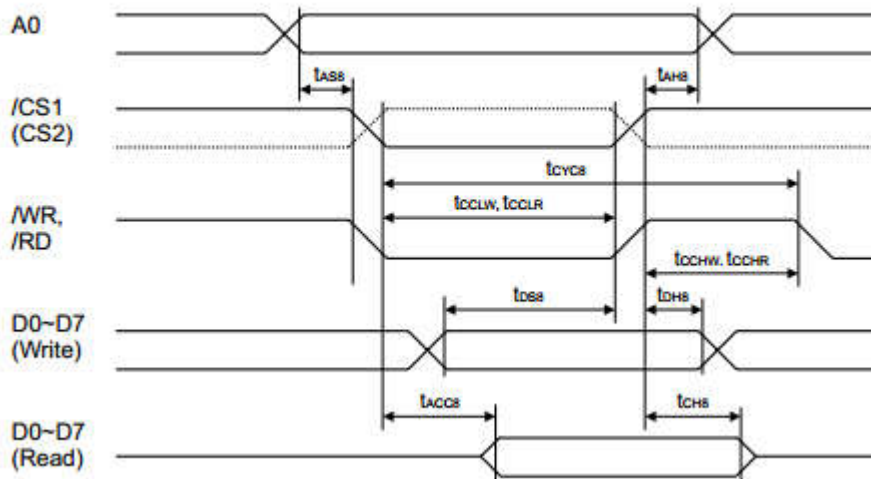 A0
tAS8
tAH8
/CS1
(CS2)
tCYC8
tCCLW, tCCLR
/WR,
/RD
tCCHW. tCCHR
tDS8
tDH8
D0~D7
(Write)
tACC8
tCH8
D0~D7
(Read)